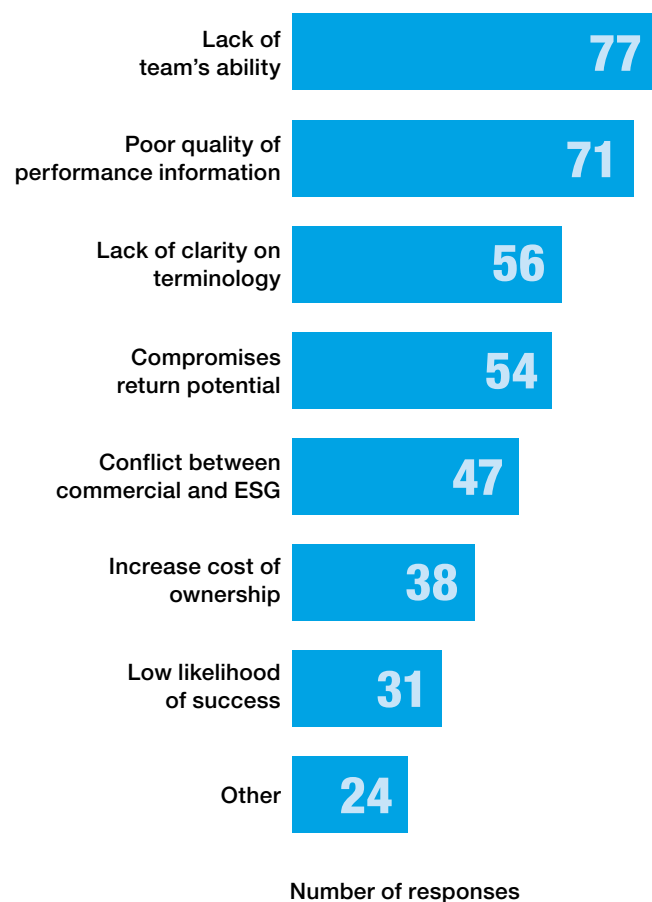 Lack of
team’s ability
77
Poor quality of
performance information
71
Lack of clarity on
terminology
56
Compromises
return potential
54
Conflict between
commercial and ESG
47
Increase cost of
ownership
38
Low likelihood
of success
31
Other
24
Number of responses